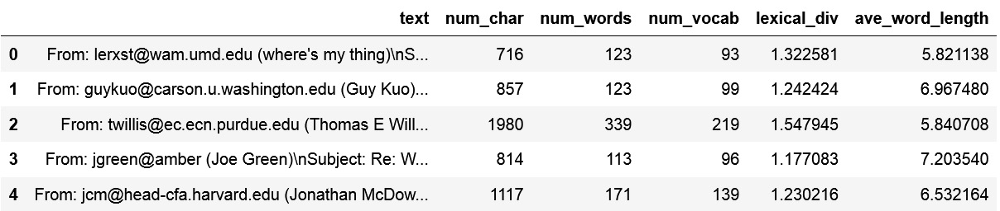 text num_char num_words num_vocab lexical_div ave_word_length
0 From: lerxst@wam.umd.edu (where's my thing)\nS... 716 123 93 1.322581 5.821138
1 From: guykuo@carson.u.washington.edu (Guy Kuo)... 857 123 99 1.242424 6.967480
2 From: twillis@ec.ecn.purdue.edu (Thomas E Will... 1980 339 219 1.547945 5.840708
3 From: jgreen@amber (Joe Green)\nSubject: Re: W... 814 113 96 1.177083 7.203540
4 From: jcm@head-cfa.harvard.edu (Jonathan McDow... 1117 171 139 1.230216 6.532164